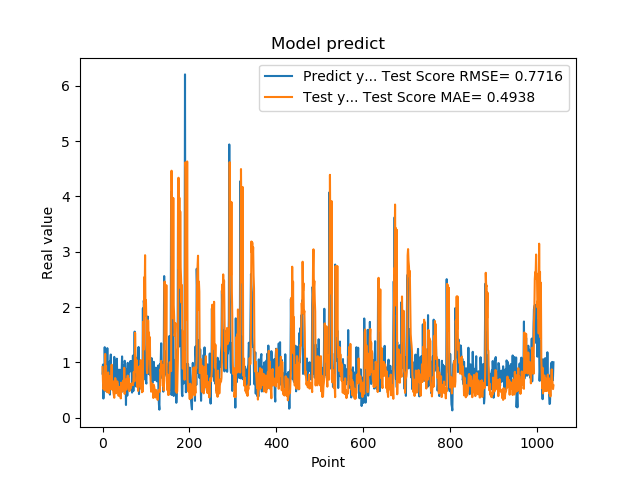 Model predict
Predict y... Test Score RMSE= 0.7716
Test y... Test Score MAE= 0.4938
Real value
6
5
4
3
2
1
0
0 200 400 600 800 1000
Point